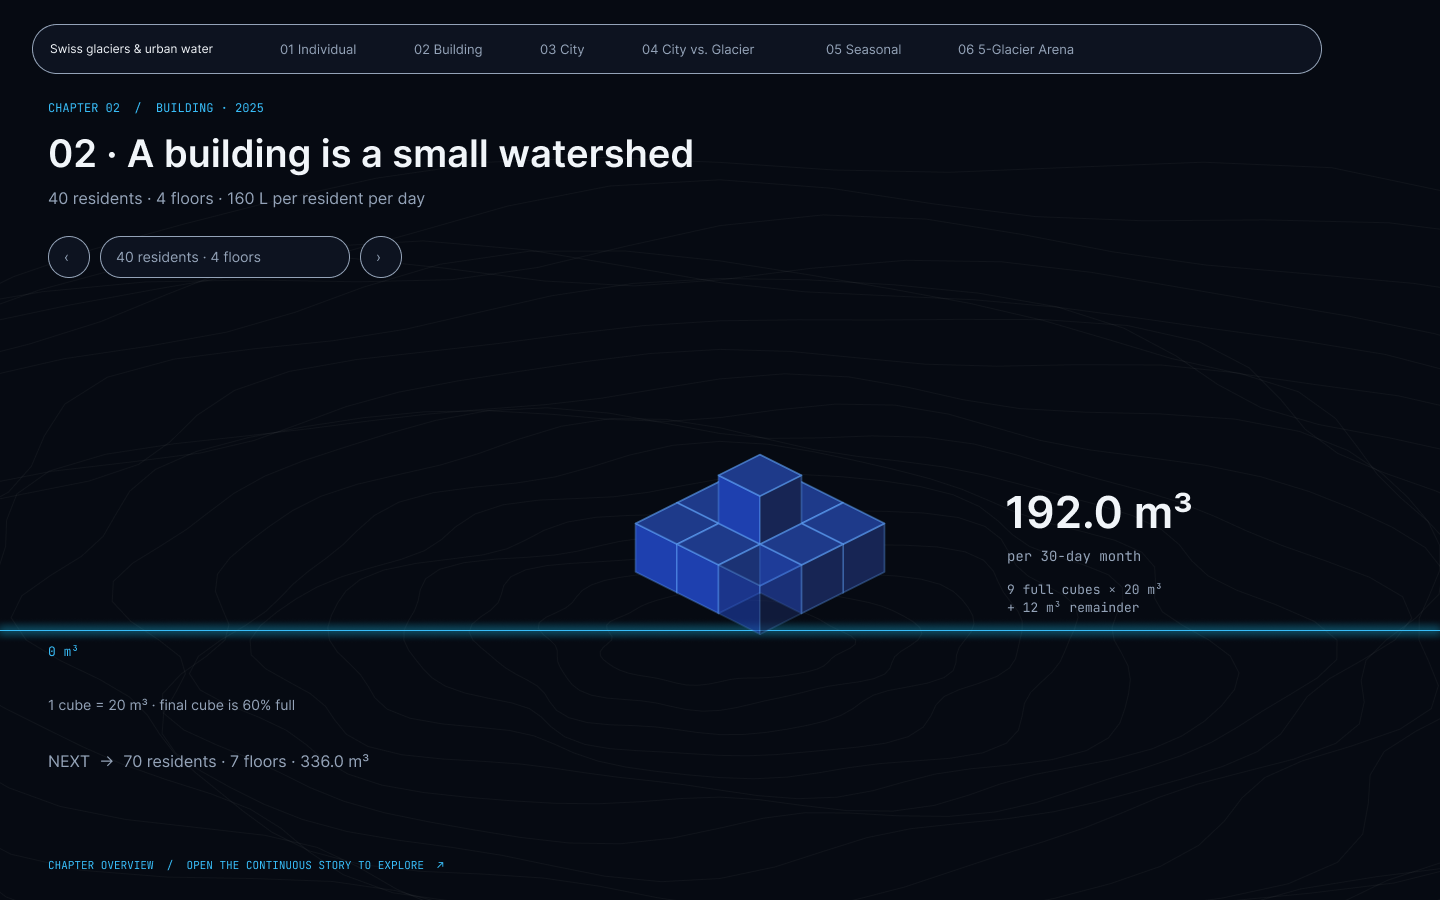 Swiss glaciers & urban water 01 Individual 02 Building 03 City 04 City vs. Glacier 05 Seasonal 06 5-Glacier Arena
CHAPTER 02 / BUILDING · 2025
02 · A building is a small watershed
40 residents · 4 floors · 160 L per resident per day
‹ 40 residents · 4 floors ›
192.0 m³
per 30-day month
9 full cubes × 20 m³
+ 12 m³ remainder
0 m³
1 cube = 20 m³ · final cube is 60% full
NEXT → 70 residents · 7 floors · 336.0 m³
CHAPTER OVERVIEW / OPEN THE CONTINUOUS STORY TO EXPLORE ↗